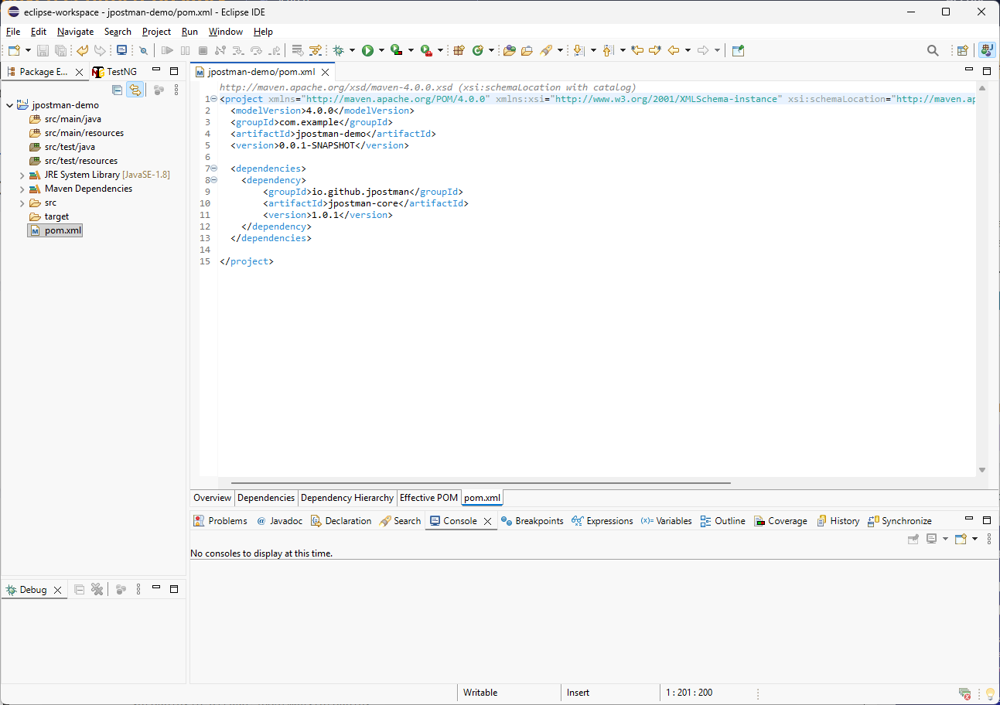 eclipse-workspace - jpostman-demo/pom.xml - Eclipse IDE
File Edit Navigate Search Project Run Window Help
Package E... TestNG
jpostman-demo
src/main/java
src/main/resources
src/test/java
src/test/resources
JRE System Library [JavaSE-1.8]
Maven Dependencies
src
target
pom.xml
jpostman-demo/pom.xml
http://maven.apache.org/xsd/maven-4.0.0.xsd (xsi:schemaLocation with catalog)
1 <project xmlns="http://maven.apache.org/POM/4.0.0" xmlns:xsi="http://www.w3.org/2001/XMLSchema-instance" xsi:schemaLocation="http://maven.ap
2 <modelVersion>4.0.0</modelVersion>
3 <groupId>com.example</groupId>
4 <artifactId>jpostman-demo</artifactId>
5 <version>0.0.1-SNAPSHOT</version>
6
7 <dependencies>
8 <dependency>
9 <groupId>io.github.jpostman</groupId>
10 <artifactId>jpostman-core</artifactId>
11 <version>1.0.1</version>
12 </dependency>
13 </dependencies>
14
15 </project>
Overview Dependencies Dependency Hierarchy Effective POM pom.xml
Problems @ Javadoc Declaration Search Console Breakpoints Expressions (x)= Variables Outline Coverage History Synchronize
No consoles to display at this time.
Debug
Writable Insert 1 : 201 : 200